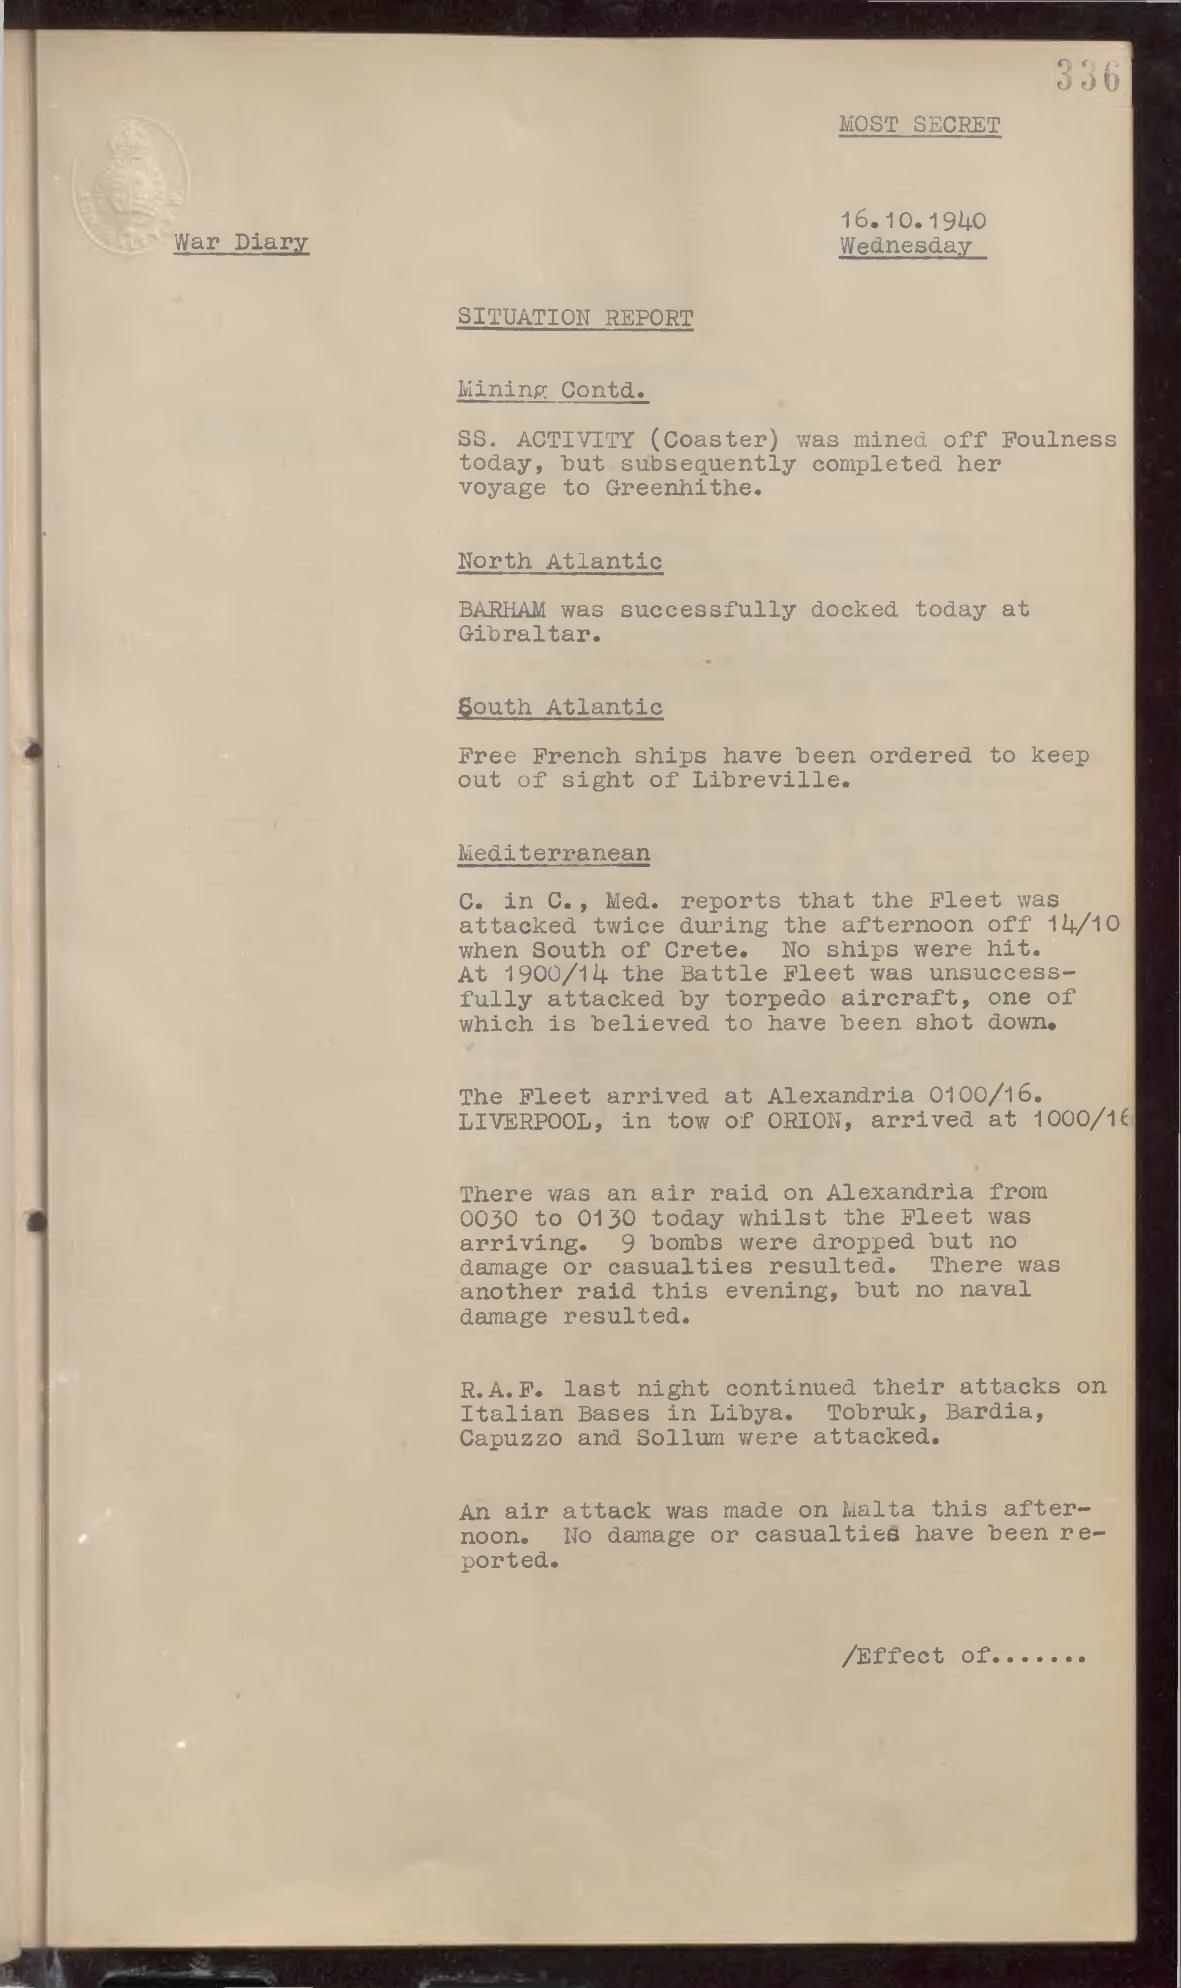 336
MOST SECRET
16.10.1940
War Diary
Wednesday
SITUATION REPORT
Mining Contd.
SS. ACTIVITY (Coaster) was mined off Foulness
today, but subsequently completed her
voyage to Greenhithe.
North Atlantic
BARHAM was successfully docked today at
Gibraltar.
South Atlantic
Free French ships have been ordered to keep
out of sight of Libreville.
Mediterranean
C. in C., Med. reports that the Fleet was
attacked twice during the afternoon off 14/10
when South of Crete. No ships were hit.
At 1900/14 the Battle Fleet was unsuccess-
fully attacked by torpedo aircraft, one of
which is believed to have been shot down.
The Fleet arrived at Alexandria 0100/16.
LIVERPOOL, in tow of ORION, arrived at 1000/16
There was an air raid on Alexandria from
0030 to 0130 today whilst the Fleet was
arriving. 9 bombs were dropped but no
damage or casualties resulted. There was
another raid this evening, but no naval
damage resulted.
R.A.F. last night continued their attacks on
Italian Bases in Libya. Tobruk, Bardia,
Capuzzo and Sollum were attacked.
An air attack was made on Malta this after-
noon. No damage or casualties have been re-
ported.
/Effect of.......